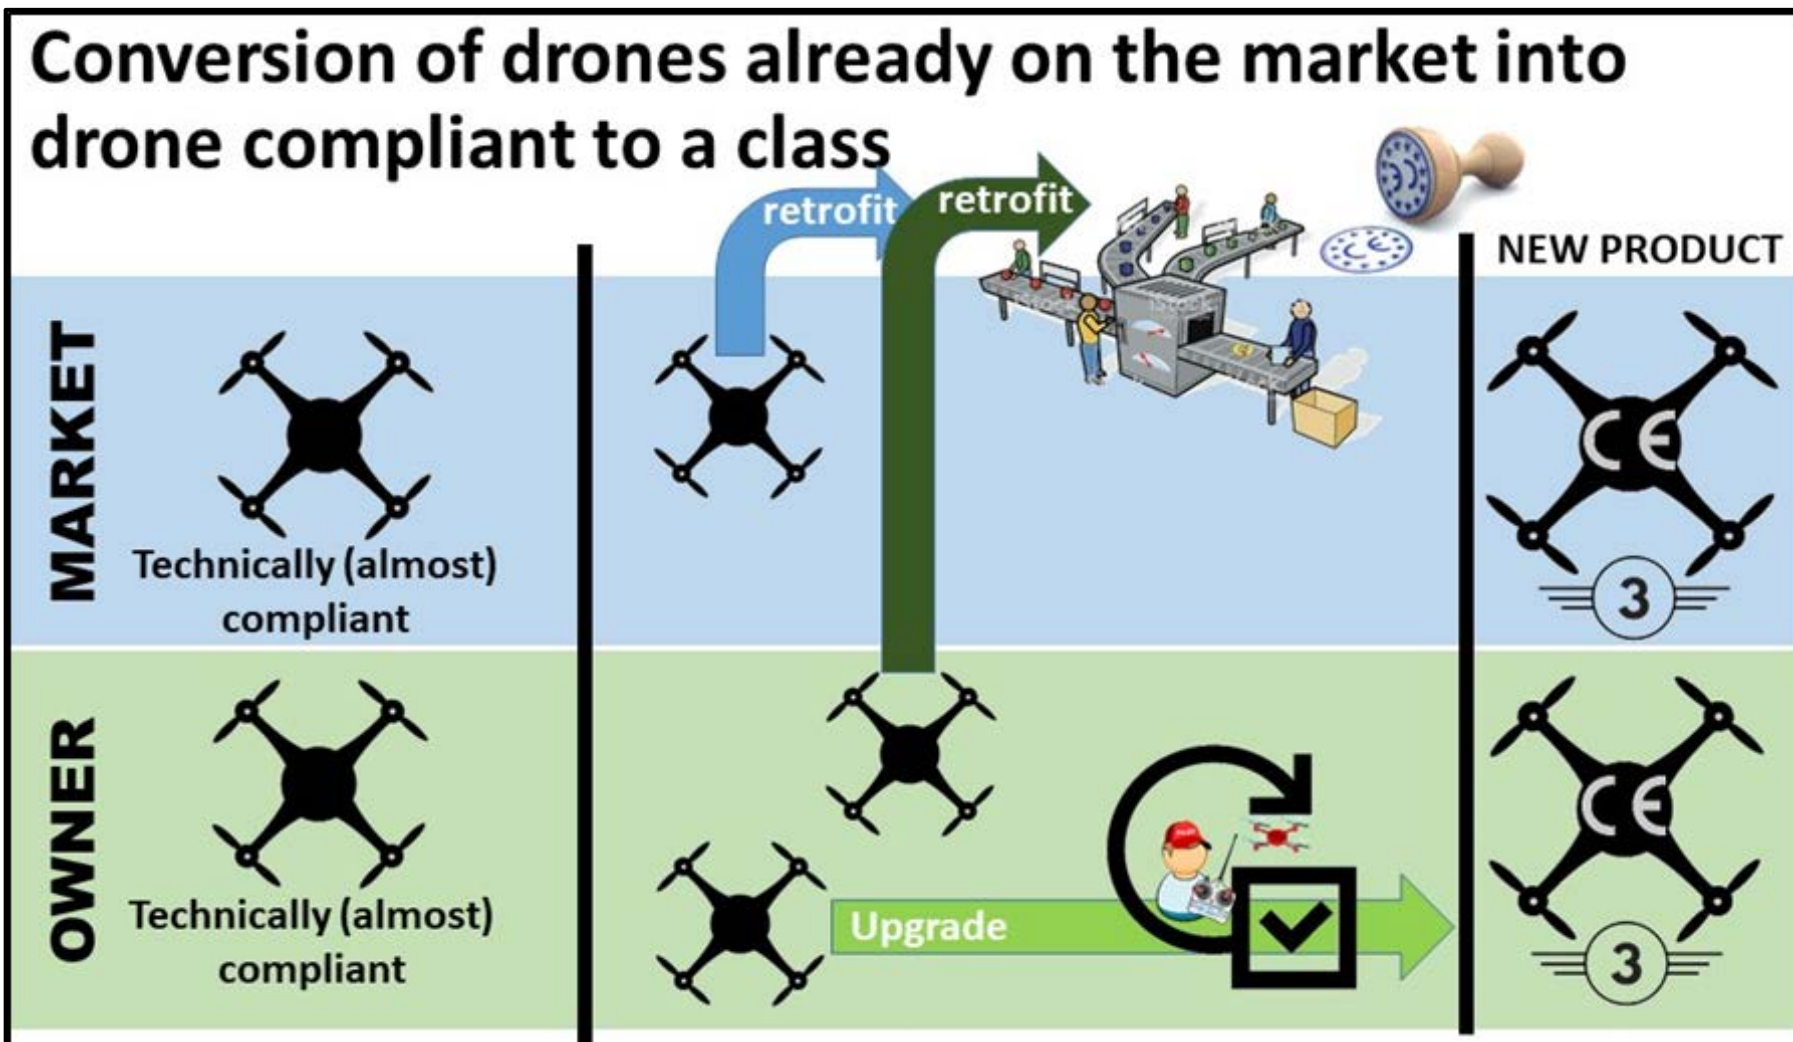 Conversion of drones already on the market into
drone compliant to a class
retrofit
retrofit
NEW PRODUCT
MARKET
Technically (almost)
compliant
CE
3
OWNER
Technically (almost)
compliant
Upgrade
CE
3